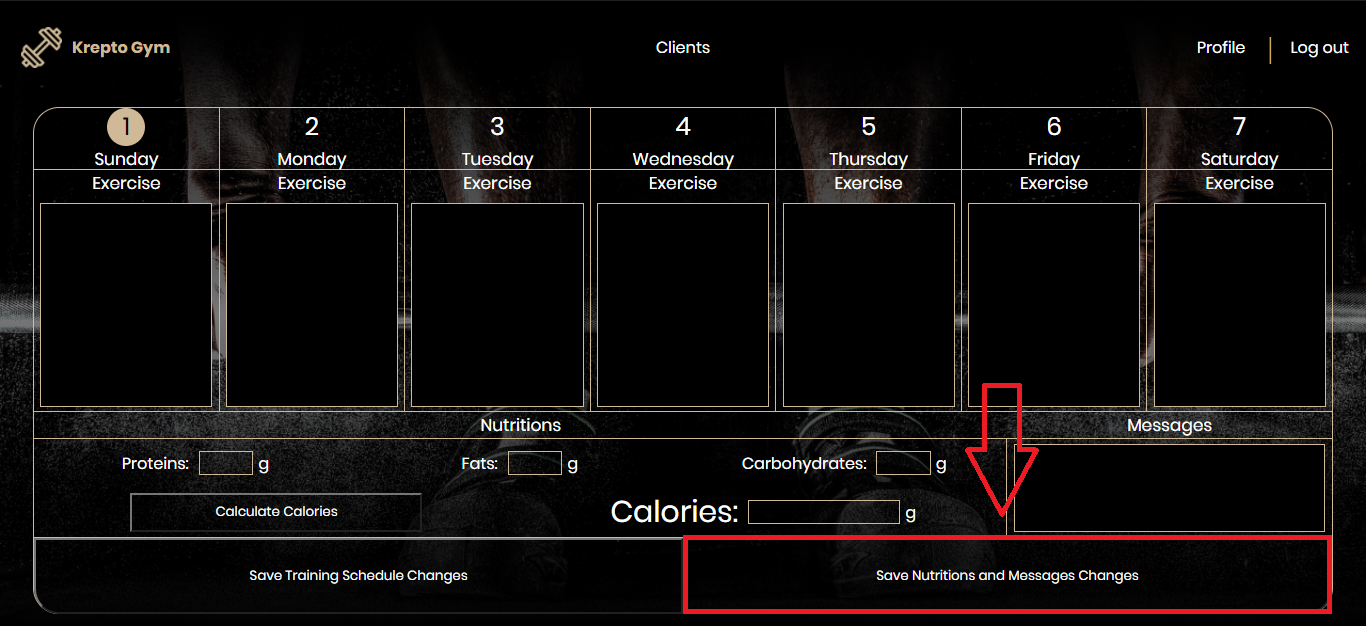 Krepto Gym Clients Profile Log out
1 2 3 4 5 6 7
Sunday Monday Tuesday Wednesday Thursday Friday Saturday
Exercise Exercise Exercise Exercise Exercise Exercise Exercise
Nutritions Messages
Proteins: g Fats: g Carbohydrates: g
Calculate Calories Calories: g
Save Training Schedule Changes Save Nutritions and Messages Changes